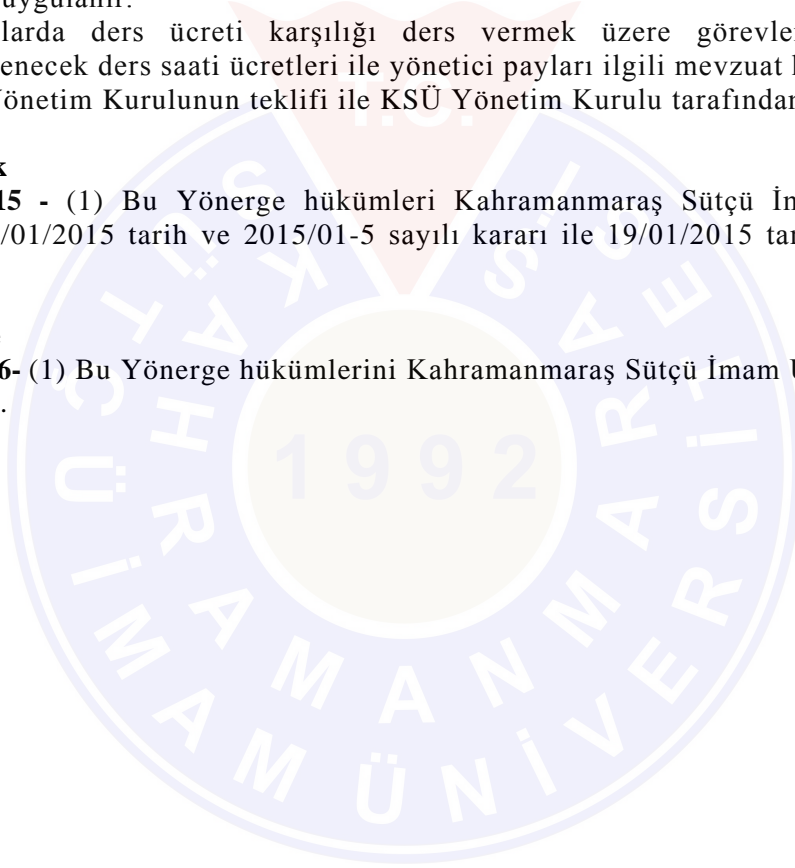 uygulanır.
larda ders ücreti karşılığı ders vermek üzere görevle
enecek ders saati ücretleri ile yönetici payları ilgili mevzuat
Yönetim Kurulunun teklifi ile KSÜ Yönetim Kurulu tarafından
k
15 - (1) Bu Yönerge hükümleri Kahramanmaraş Sütçü İm
/01/2015 tarih ve 2015/01-5 sayılı kararı ile 19/01/2015 tar
6- (1) Bu Yönerge hükümlerini Kahramanmaraş Sütçü İmam
.
T.C.
SÜTÇÜ İMAM ÜNİVERSİTESİ
KAHRAMANMARAŞ
1992